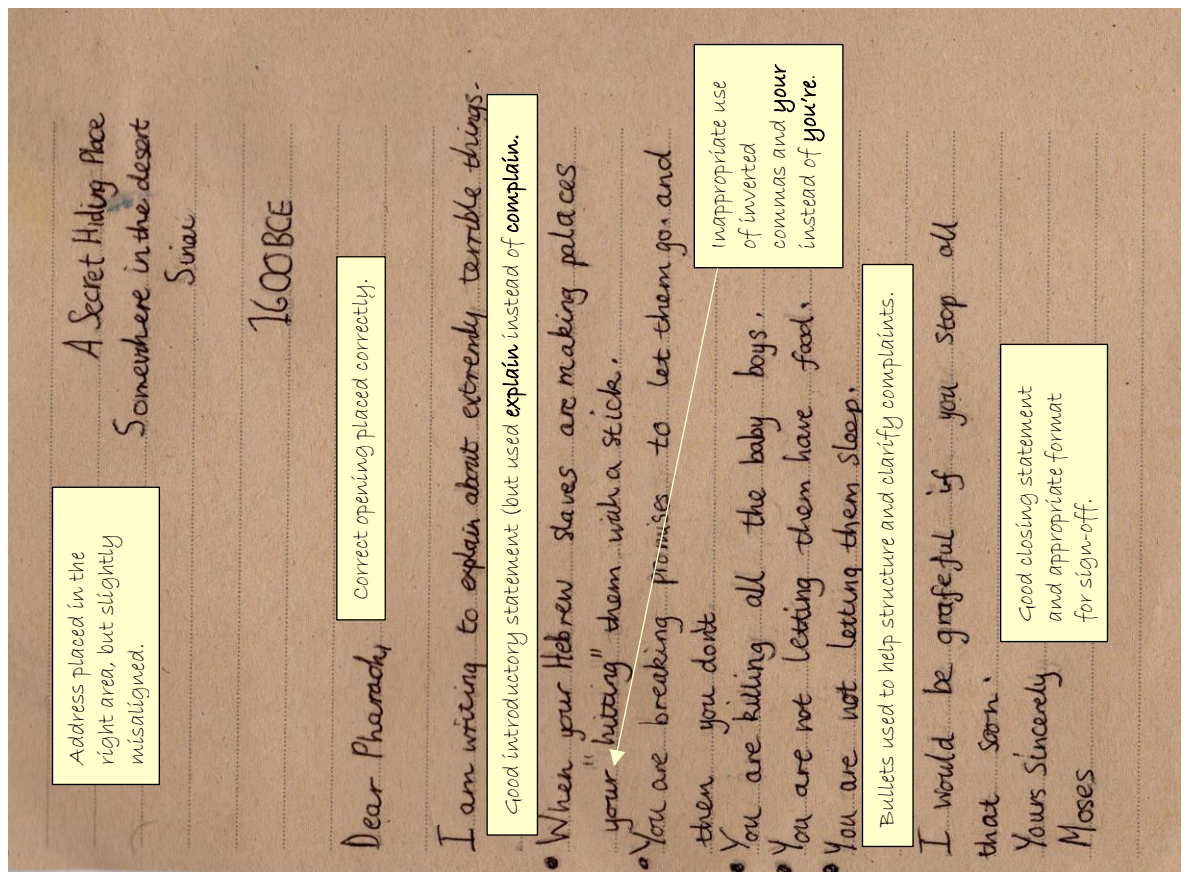 A Secret Hiding Place
Somewhere in the desert
Sinai
1600BCE
Address placed in the
right area, but slightly
misaligned.
Correct opening placed correctly.
Dear Pharaoh,
I am writing to explain about extremly terrible things.
Good introductory statement (but used explain instead of complain.
• When your Hebrew slaves are making palaces
your "hitting" them with a stick.
• You are breaking promises to let them go and
then you don't
Inappropriate use
of inverted
commas and your
instead of you're.
• You are killing all the baby boys.
• You are not letting them have food.
• You are not letting them sleep.
Bullets used to help structure and clarify complaints.
I would be grateful if you stop all
that soon.
Yours Sincerely
Moses
Good closing statement
and appropriate format
for sign-off.